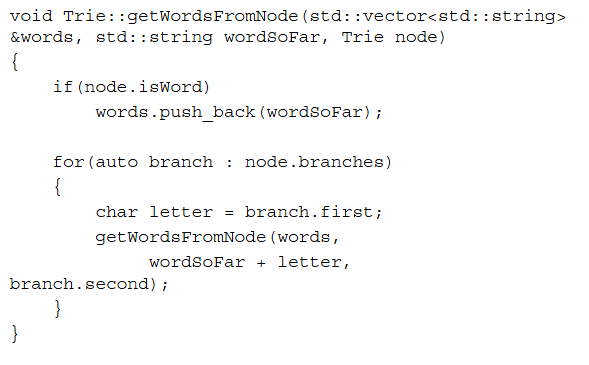 void Trie::getWordsFromNode(std::vector<std::string>
&words, std::string wordSoFar, Trie node)
{
    if(node.isWord)
        words.push_back(wordSoFar);

    for(auto branch : node.branches)
    {
        char letter = branch.first;
        getWordsFromNode(words,
             wordSoFar + letter,
branch.second);
    }
}